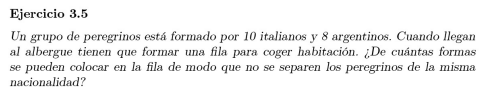 Ejercicio 3.5
Un grupo de peregrinos está formado por 10 italianos y 8 argentinos. Cuando llegan
al albergue tienen que formar una fila para coger habitación. ¿De cuántas formas
se pueden colocar en la fila de modo que no se separen los peregrinos de la misma
nacionalidad?